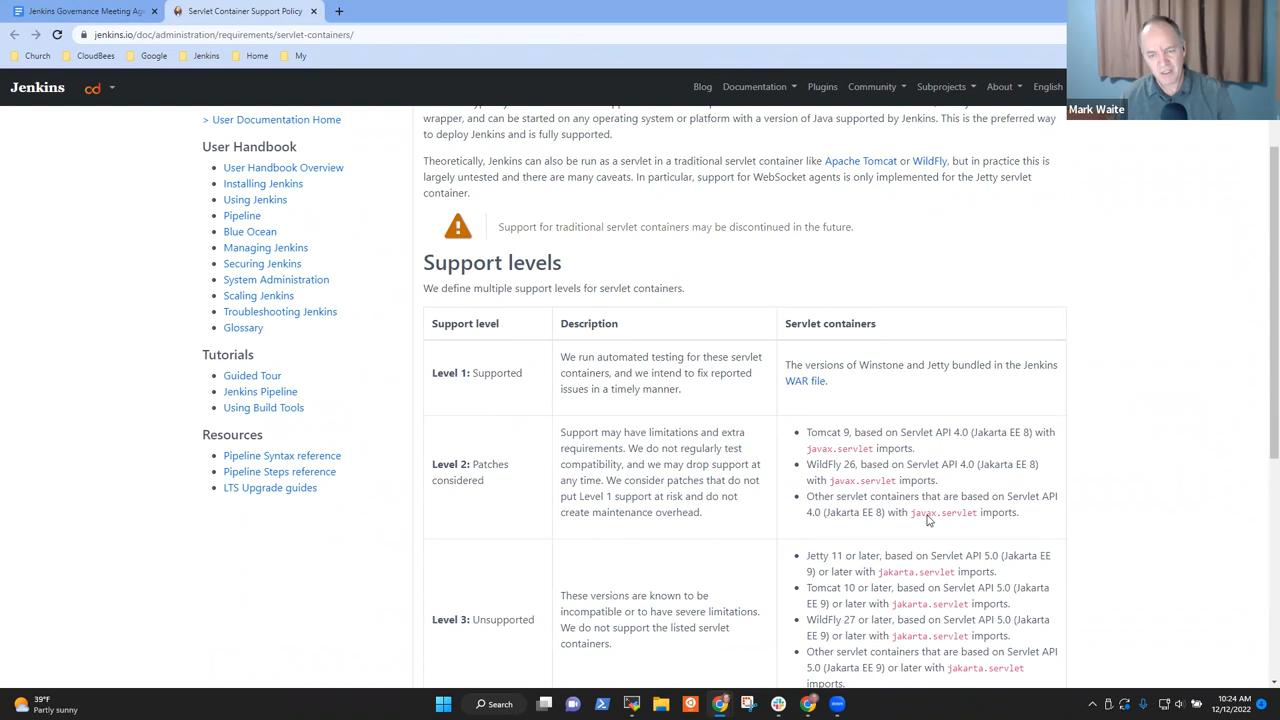 Jenkins Governance Meeting Age
Servlet Container Support Policy
jenkins.io/doc/administration/requirements/servlet-containers/
Church
CloudBees
Google
Jenkins
Home
My
Mark Waite
Jenkins
cd
Blog
Documentation
Plugins
Community
Subprojects
About
English
> User Documentation Home
User Handbook
User Handbook Overview
Installing Jenkins
Using Jenkins
Pipeline
Blue Ocean
Managing Jenkins
Securing Jenkins
System Administration
Scaling Jenkins
Troubleshooting Jenkins
Glossary
Tutorials
Guided Tour
Jenkins Pipeline
Using Build Tools
Resources
Pipeline Syntax reference
Pipeline Steps reference
LTS Upgrade guides
wrapper, and can be started on any operating system or platform with a version of Java supported by Jenkins. This is the preferred way
to deploy Jenkins and is fully supported.
Theoretically, Jenkins can also be run as a servlet in a traditional servlet container like Apache Tomcat or WildFly, but in practice this is
largely untested and there are many caveats. In particular, support for WebSocket agents is only implemented for the Jetty servlet
container.
Support for traditional servlet containers may be discontinued in the future.
Support levels
We define multiple support levels for servlet containers.
Support level
Description
Servlet containers
Level 1: Supported
We run automated testing for these servlet
containers, and we intend to fix reported
issues in a timely manner.
The versions of Winstone and Jetty bundled in the Jenkins
WAR file.
Level 2: Patches
considered
Support may have limitations and extra
requirements. We do not regularly test
compatibility, and we may drop support at
any time. We consider patches that do not
put Level 1 support at risk and do not
create maintenance overhead.
Tomcat 9, based on Servlet API 4.0 (Jakarta EE 8) with
javax.servlet imports.
WildFly 26, based on Servlet API 4.0 (Jakarta EE 8)
with javax.servlet imports.
Other servlet containers that are based on Servlet API
4.0 (Jakarta EE 8) with javax.servlet imports.
Level 3: Unsupported
These versions are known to be
incompatible or to have severe limitations.
We do not support the listed servlet
containers.
Jetty 11 or later, based on Servlet API 5.0 (Jakarta EE
9) or later with jakarta.servlet imports.
Tomcat 10 or later, based on Servlet API 5.0 (Jakarta
EE 9) or later with jakarta.servlet imports.
WildFly 27 or later, based on Servlet API 5.0 (Jakarta
EE 9) or later with jakarta.servlet imports.
Other servlet containers that are based on Servlet API
5.0 (Jakarta EE 9) or later with jakarta.servlet
imports.
39°F
Partly sunny
Search
10:24 AM
12/12/2022